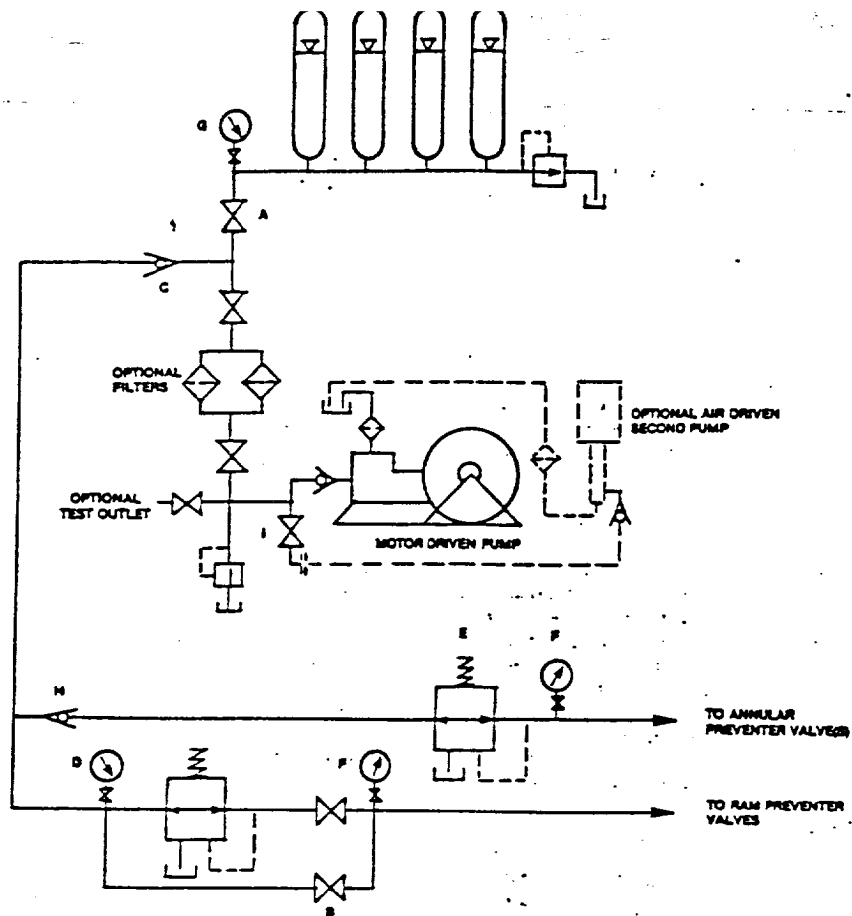 G
A
C
OPTIONAL
FILTERS
OPTIONAL AIR DRIVEN
SECOND PUMP
OPTIONAL
TEST OUTLET
I
MOTOR DRIVEN PUMP
E
F
H
TO ANNULAR
PREVENTER VALVE(S)
D
F
TO RAM PREVENTER
VALVES
B